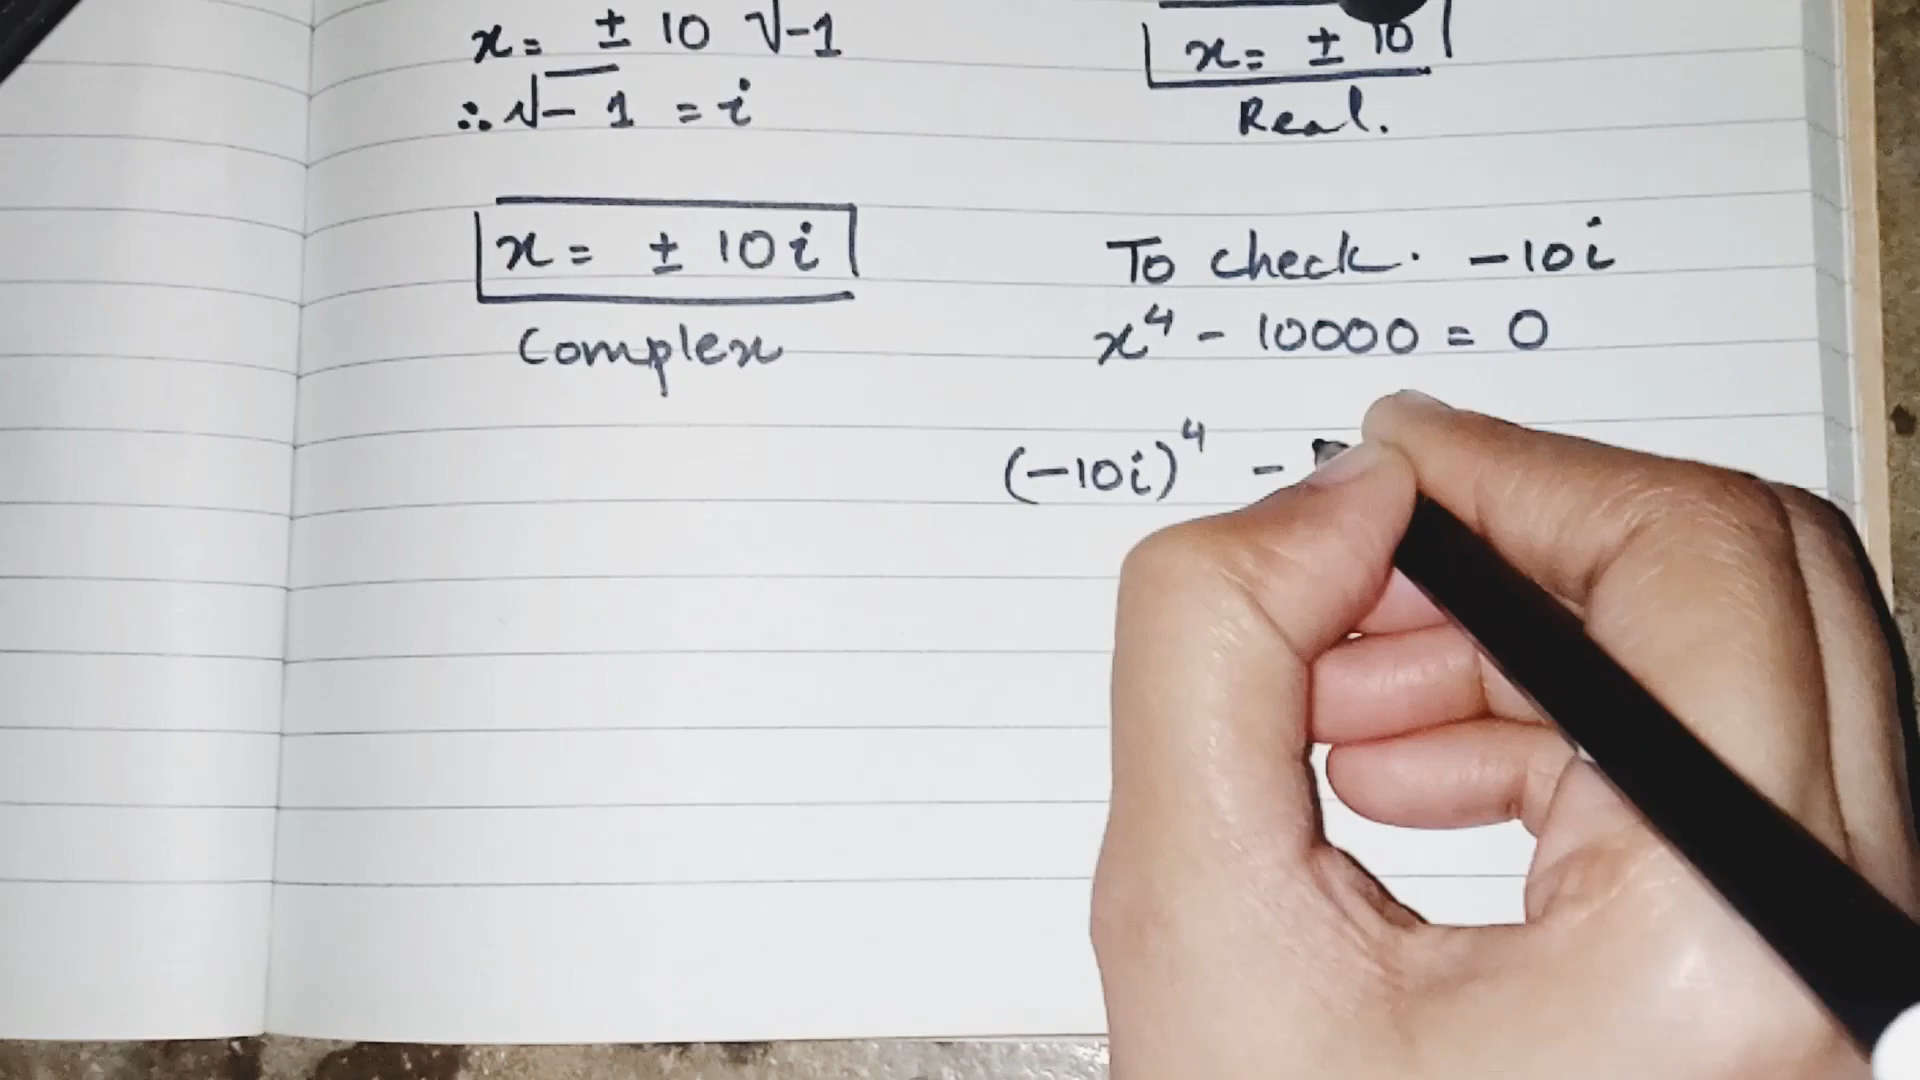 x = ± 10 √-1
∴ √-1 = i
x = ± 10i
Complex
x = ± 10
Real.
To check. -10i
x⁴ - 10000 = 0
(-10i)⁴ -